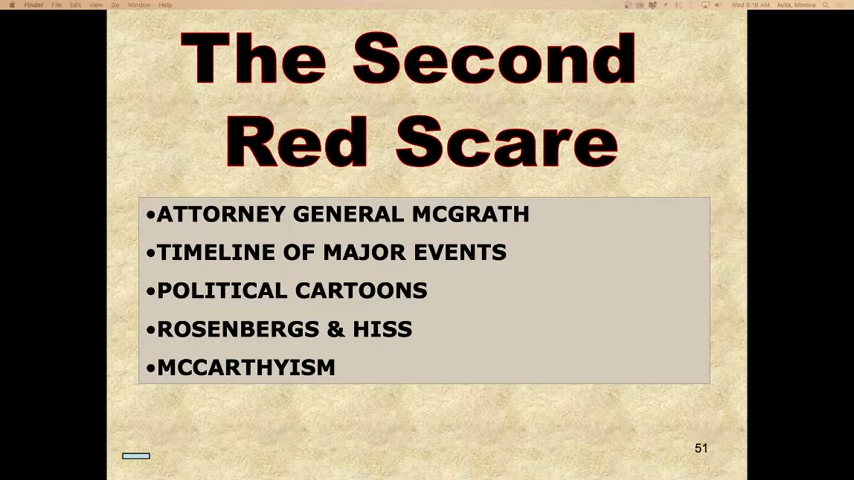 Finder File Edit View Go Window Help
Wed 8:18 AM Avila, Monica
The Second
Red Scare
•ATTORNEY GENERAL MCGRATH
•TIMELINE OF MAJOR EVENTS
•POLITICAL CARTOONS
•ROSENBERGS & HISS
•MCCARTHYISM
51